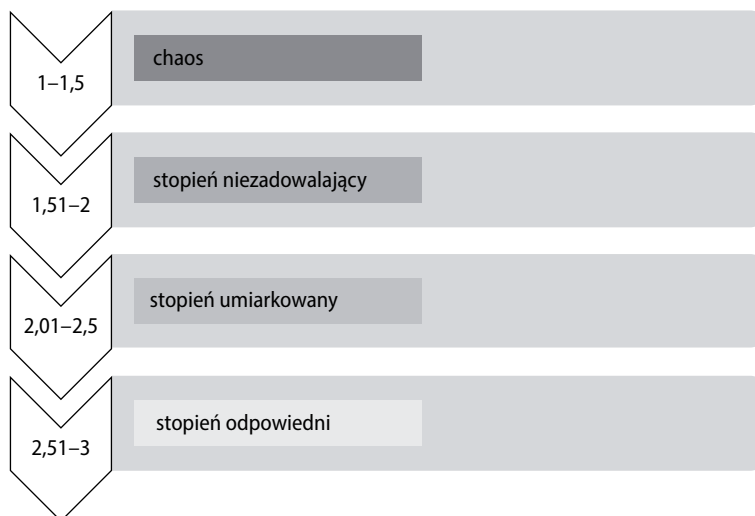 1–1,5
chaos
1,51–2
stopień niezadowalający
2,01–2,5
stopień umiarkowany
2,51–3
stopień odpowiedni